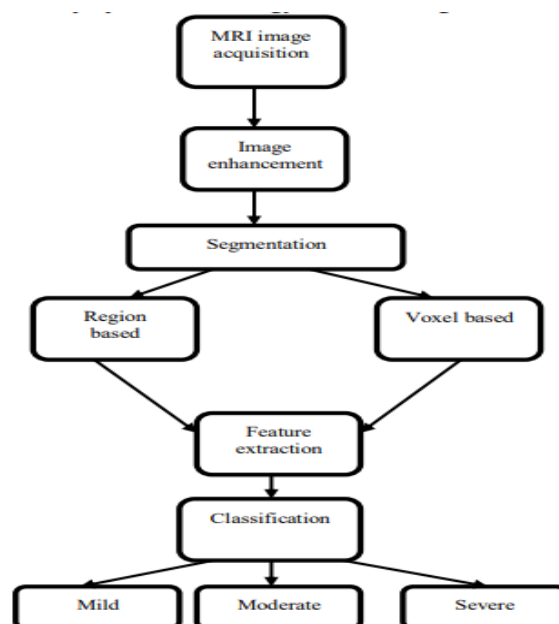 MRI image
acquisition
Image
enhancement
Segmentation
Region
based
Voxel based
Feature
extraction
Classification
Mild
Moderate
Severe